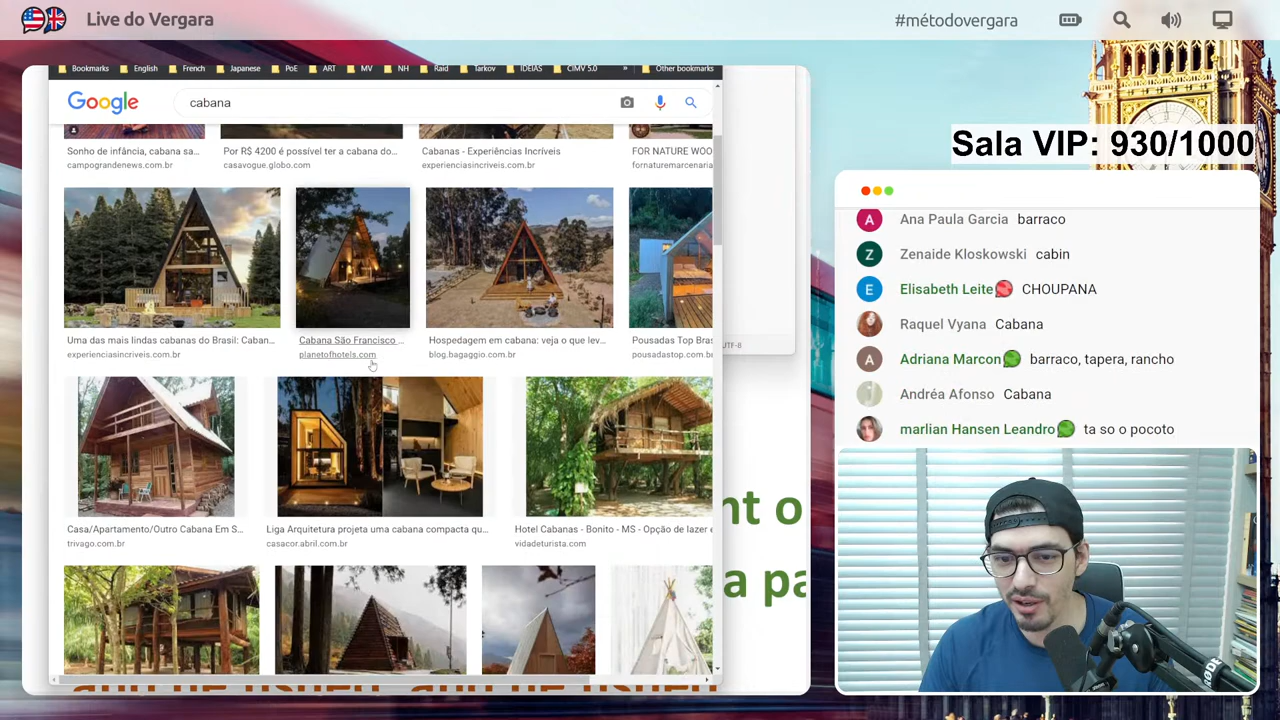 Live do Vergara
#métodovergara
Bookmarks English French Japanese PoE ART MV NH Raid Tarkov IDEIAS CIMV 5.0 » Other bookmarks
Google
cabana
Sonho de infância, cabana sa...
campograndenews.com.br
Por R$ 4200 é possível ter a cabana do...
casavogue.globo.com
Cabanas - Experiências Incríveis
experienciasincriveis.com.br
FOR NATURE WOO
fornaturemarcenaria
Uma das mais lindas cabanas do Brasil: Caban...
experienciasincriveis.com.br
Cabana São Francisco ...
planetofhotels.com
Hospedagem em cabana: veja o que lev...
blog.bagaggio.com.br
Pousadas Top Bras
pousadastop.com.b
UTF-8
Casa/Apartamento/Outro Cabana Em S...
trivago.com.br
Liga Arquitetura projeta uma cabana compacta qu...
casacor.abril.com.br
Hotel Cabanas - Bonito - MS - Opção de lazer e
vidadeturista.com
nt o
a pa
Sala VIP: 930/1000
A Ana Paula Garcia barraco
Z Zenaide Kloskowski cabin
E Elisabeth Leite CHOUPANA
Raquel Vyana Cabana
A Adriana Marcon barraco, tapera, rancho
Andréa Afonso Cabana
marlian Hansen Leandro ta so o pocoto